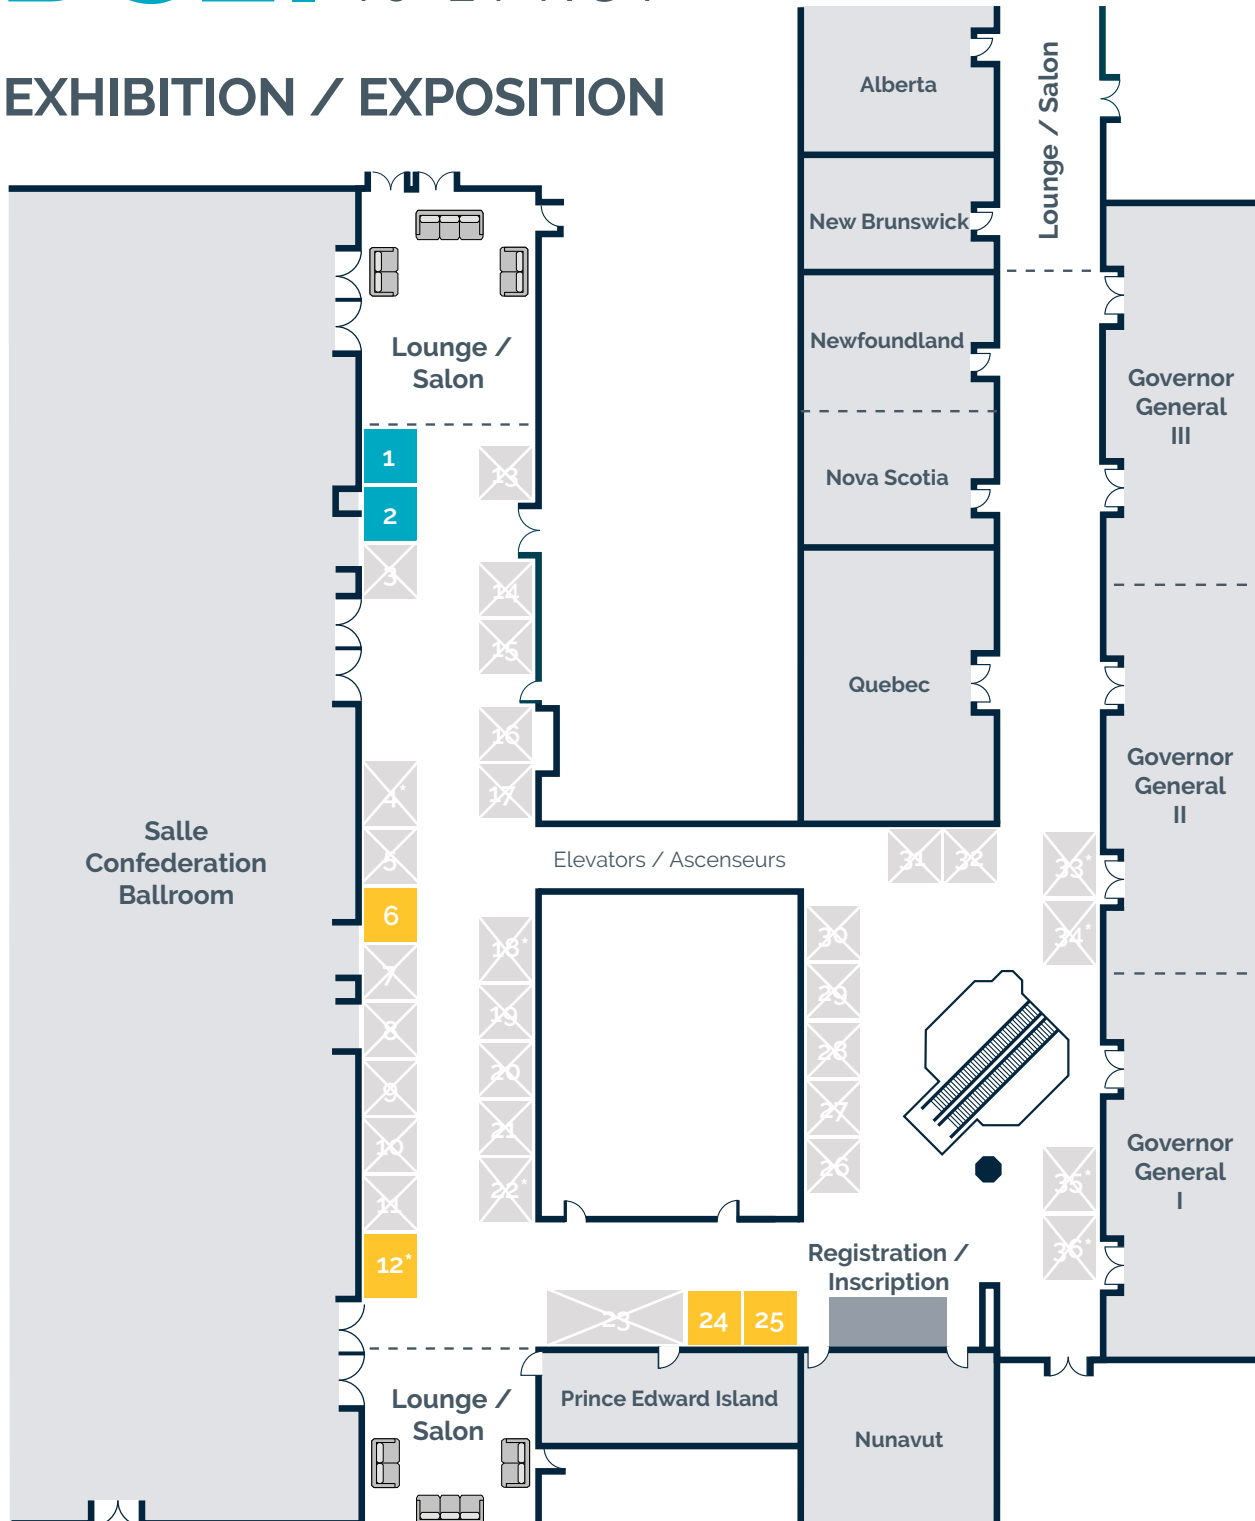 EXHIBITION / EXPOSITION
Alberta
Lounge / Salon
New Brunswick
Newfoundland
Nova Scotia
Quebec
Governor
General
III
Governor
General
II
Governor
General
I
Lounge /
Salon
1
2
3
4*
5
6
7
8
9
10
11
12*
13
14
15
16
17
18*
19
20
21
22*
Salle
Confederation
Ballroom
Elevators / Ascenseurs
31
32
33*
34*
30
29
28
27
26
35*
36*
Registration /
Inscription
23
24
25
Lounge /
Salon
Prince Edward Island
Nunavut